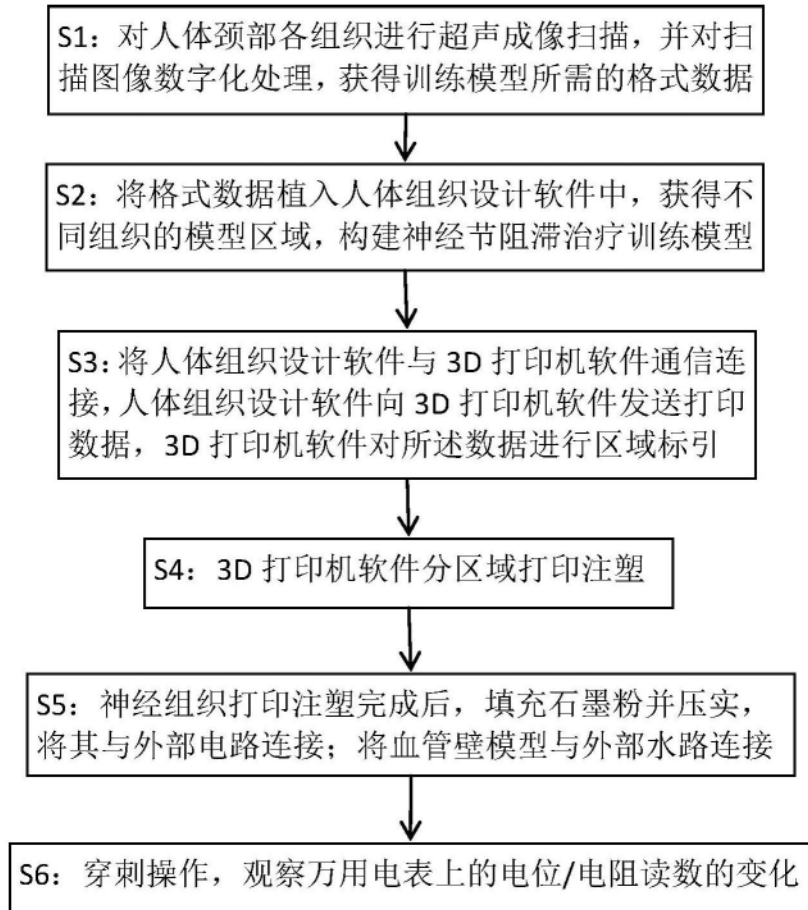 S1：对人体颈部各组织进行超声成像扫描，并对扫
描图像数字化处理，获得训练模型所需的格式数据
S2：将格式数据植入人体组织设计软件中，获得不
同组织的模型区域，构建神经节阻滞治疗训练模型
S3：将人体组织设计软件与 3D 打印机软件通信连
接，人体组织设计软件向 3D 打印机软件发送打印
数据，3D 打印机软件对所述数据进行区域标引
S4：3D 打印机软件分区域打印注塑
S5：神经组织打印注塑完成后，填充石墨粉并压实，
将其与外部电路连接；将血管壁模型与外部水路连接
S6：穿刺操作，观察万用电表上的电位/电阻读数的变化